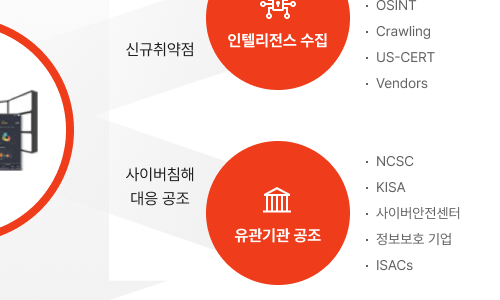 신규취약점
인텔리전스 수집
· OSINT
· Crawling
· US-CERT
· Vendors
사이버침해
대응 공조
유관기관 공조
· NCSC
· KISA
· 사이버안전센터
· 정보보호 기업
· ISACs